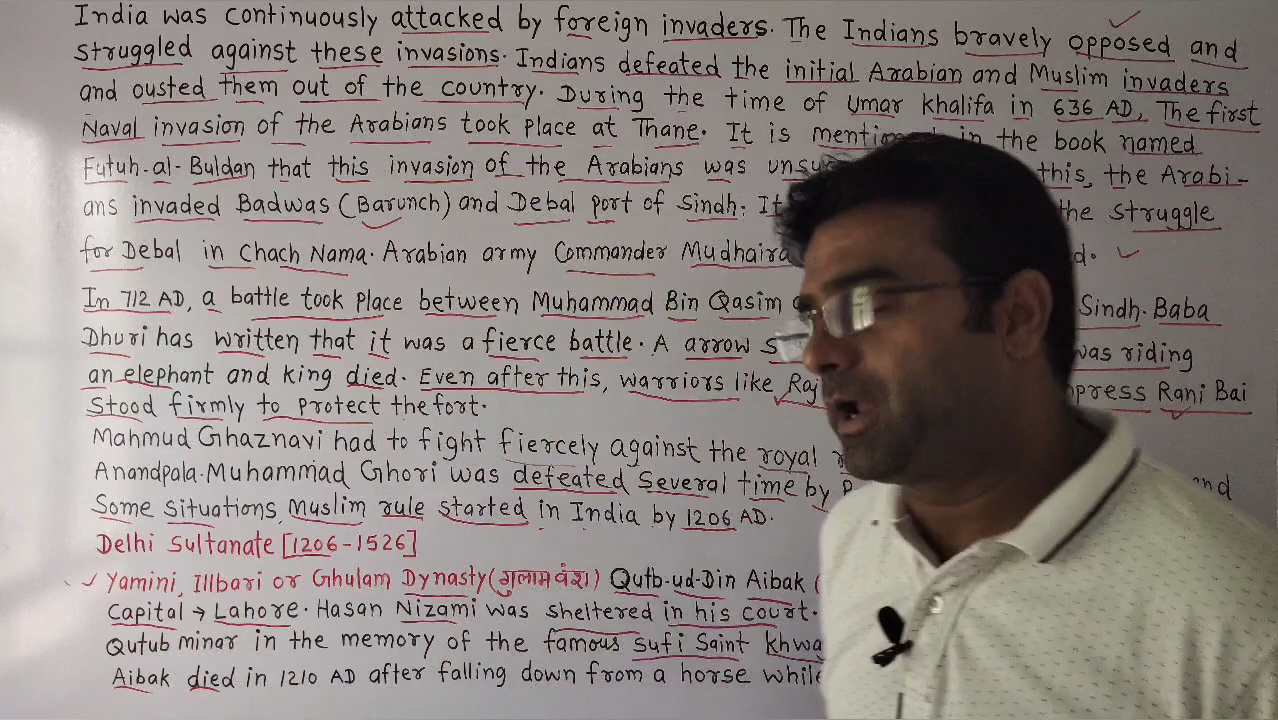 India was continuously attacked by foreign invaders. The Indians bravely opposed and
struggled against these invasions. Indians defeated the initial Arabian and Muslim invaders
and ousted them out of the country. During the time of Umar Khalifa in 636 AD, The first
Naval invasion of the Arabians took place at Thane. It is in the book named
Futuh-al-Buldan that this invasion of the Arabians was this, the Arabi-
ans invaded Badwas (Barunch) and Debal port of Sindh. It the struggle
for Debal in Chach Nama. Arabian army Commander
In 712 AD, a battle took place between Muhammad Bin Qasim Sindh. Baba
Dhuri has written that it was a fierce battle. A arrow was riding
an elephant and king died. Even after this, warriors like Rani Bai
Stood firmly to protect the fort.
Mahmud Ghaznavi had to fight fiercely against the royal
Anandpala. Muhammad Ghori was defeated Several time by
Some situations, Muslim rule started in India by 1206 AD.
Delhi Sultanate [1206-1526]
✓ Yamini, Illbari or Ghulam Dynasty (गुलाम वंश) Qutb-ud-Din Aibak (
Capital → Lahore. Hasan Nizami was sheltered in his court.
Qutub minar in the memory of the famous sufi Saint
Aibak died in 1210 AD after falling down from a horse while